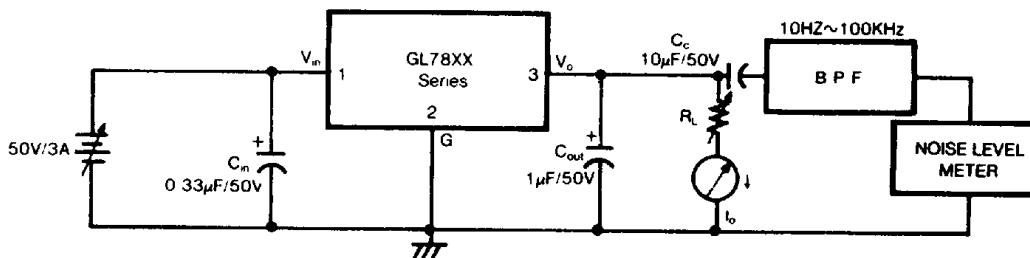 50V/3A
Vin
1
GL78XX
Series
2
3
G
Vo
+
Cin
0.33μF/50V
+
Cout
1μF/50V
Cc
10μF/50V
RL
Io
10HZ~100KHz
B P F
NOISE LEVEL
METER